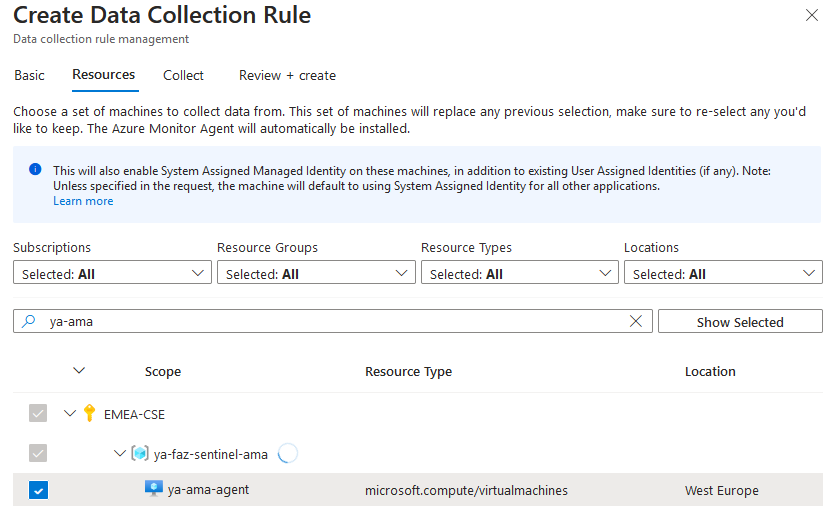 Create Data Collection Rule
Data collection rule management
Basic Resources Collect Review + create
Choose a set of machines to collect data from. This set of machines will replace any previous selection, make sure to re-select any you'd
like to keep. The Azure Monitor Agent will automatically be installed.
This will also enable System Assigned Managed Identity on these machines, in addition to existing User Assigned Identities (if any). Note:
Unless specified in the request, the machine will default to using System Assigned Identity for all other applications.
Learn more
Subscriptions Resource Groups Resource Types Locations
Selected: All Selected: All Selected: All Selected: All
ya-ama Show Selected
Scope Resource Type Location
EMEA-CSE
ya-faz-sentinel-ama
ya-ama-agent microsoft.compute/virtualmachines West Europe